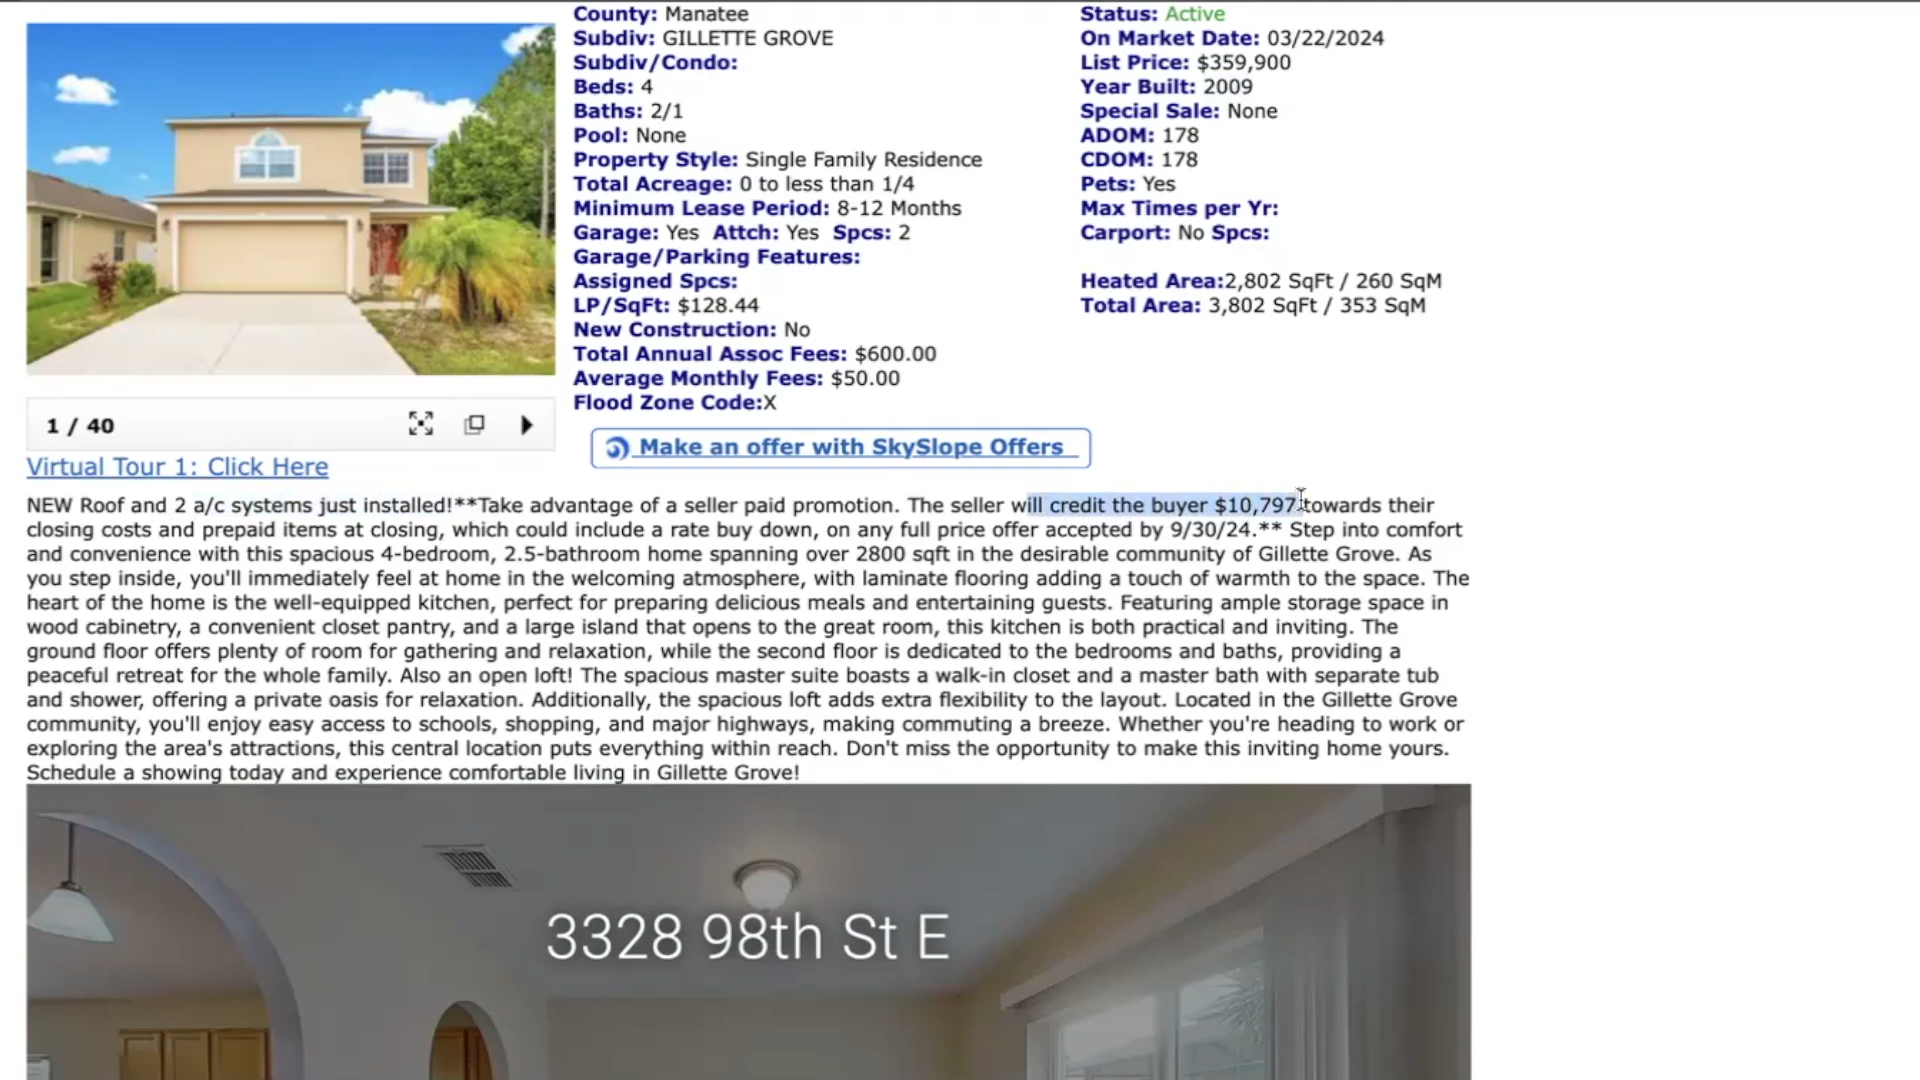 County: Manatee
Subdiv: GILLETTE GROVE
Subdiv/Condo:
Beds: 4
Baths: 2/1
Pool: None
Property Style: Single Family Residence
Total Acreage: 0 to less than 1/4
Minimum Lease Period: 8-12 Months
Garage: Yes Attch: Yes Spcs: 2
Garage/Parking Features:
Assigned Spcs:
LP/SqFt: $128.44
New Construction: No
Total Annual Assoc Fees: $600.00
Average Monthly Fees: $50.00
Flood Zone Code:X
Status: Active
On Market Date: 03/22/2024
List Price: $359,900
Year Built: 2009
Special Sale: None
ADOM: 178
CDOM: 178
Pets: Yes
Max Times per Yr:
Carport: No Spcs:
Heated Area:2,802 SqFt / 260 SqM
Total Area: 3,802 SqFt / 353 SqM
1 / 40
Make an offer with SkySlope Offers
Virtual Tour 1: Click Here
NEW Roof and 2 a/c systems just installed!**Take advantage of a seller paid promotion. The seller will credit the buyer $10,797 towards their
closing costs and prepaid items at closing, which could include a rate buy down, on any full price offer accepted by 9/30/24.** Step into comfort
and convenience with this spacious 4-bedroom, 2.5-bathroom home spanning over 2800 sqft in the desirable community of Gillette Grove. As
you step inside, you'll immediately feel at home in the welcoming atmosphere, with laminate flooring adding a touch of warmth to the space. The
heart of the home is the well-equipped kitchen, perfect for preparing delicious meals and entertaining guests. Featuring ample storage space in
wood cabinetry, a convenient closet pantry, and a large island that opens to the great room, this kitchen is both practical and inviting. The
ground floor offers plenty of room for gathering and relaxation, while the second floor is dedicated to the bedrooms and baths, providing a
peaceful retreat for the whole family. Also an open loft! The spacious master suite boasts a walk-in closet and a master bath with separate tub
and shower, offering a private oasis for relaxation. Additionally, the spacious loft adds extra flexibility to the layout. Located in the Gillette Grove
community, you'll enjoy easy access to schools, shopping, and major highways, making commuting a breeze. Whether you're heading to work or
exploring the area's attractions, this central location puts everything within reach. Don't miss the opportunity to make this inviting home yours.
Schedule a showing today and experience comfortable living in Gillette Grove!
3328 98th St E